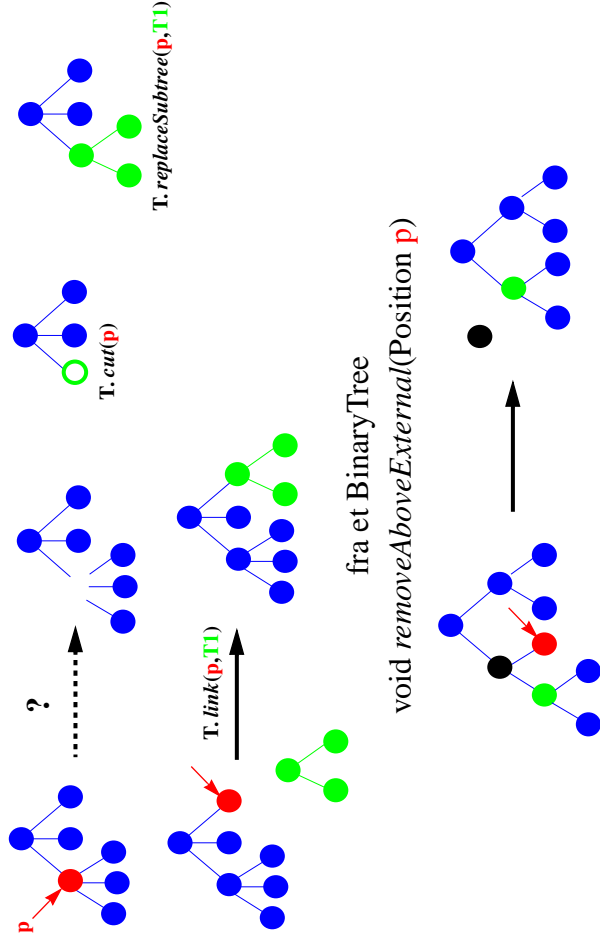 p
?
T.cut(p)
T.replaceSubtree(p,T1)
T.link(p,T1)
fra et BinaryTree
void removeAboveExternal(Position p)